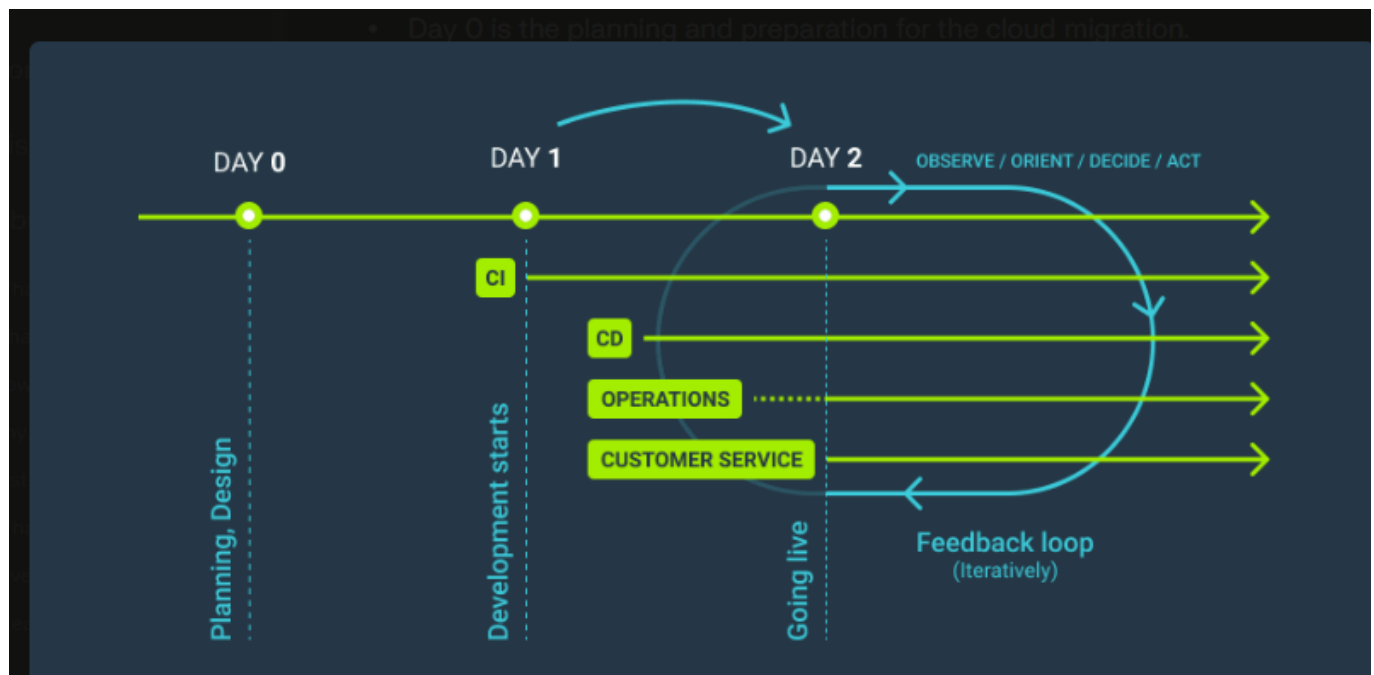 • Day 0 is the planning and preparation for the cloud migration.
DAY 0
DAY 1
DAY 2
OBSERVE / ORIENT / DECIDE / ACT
CI
CD
OPERATIONS
CUSTOMER SERVICE
Planning, Design
Development starts
Going live
Feedback loop
(Iteratively)